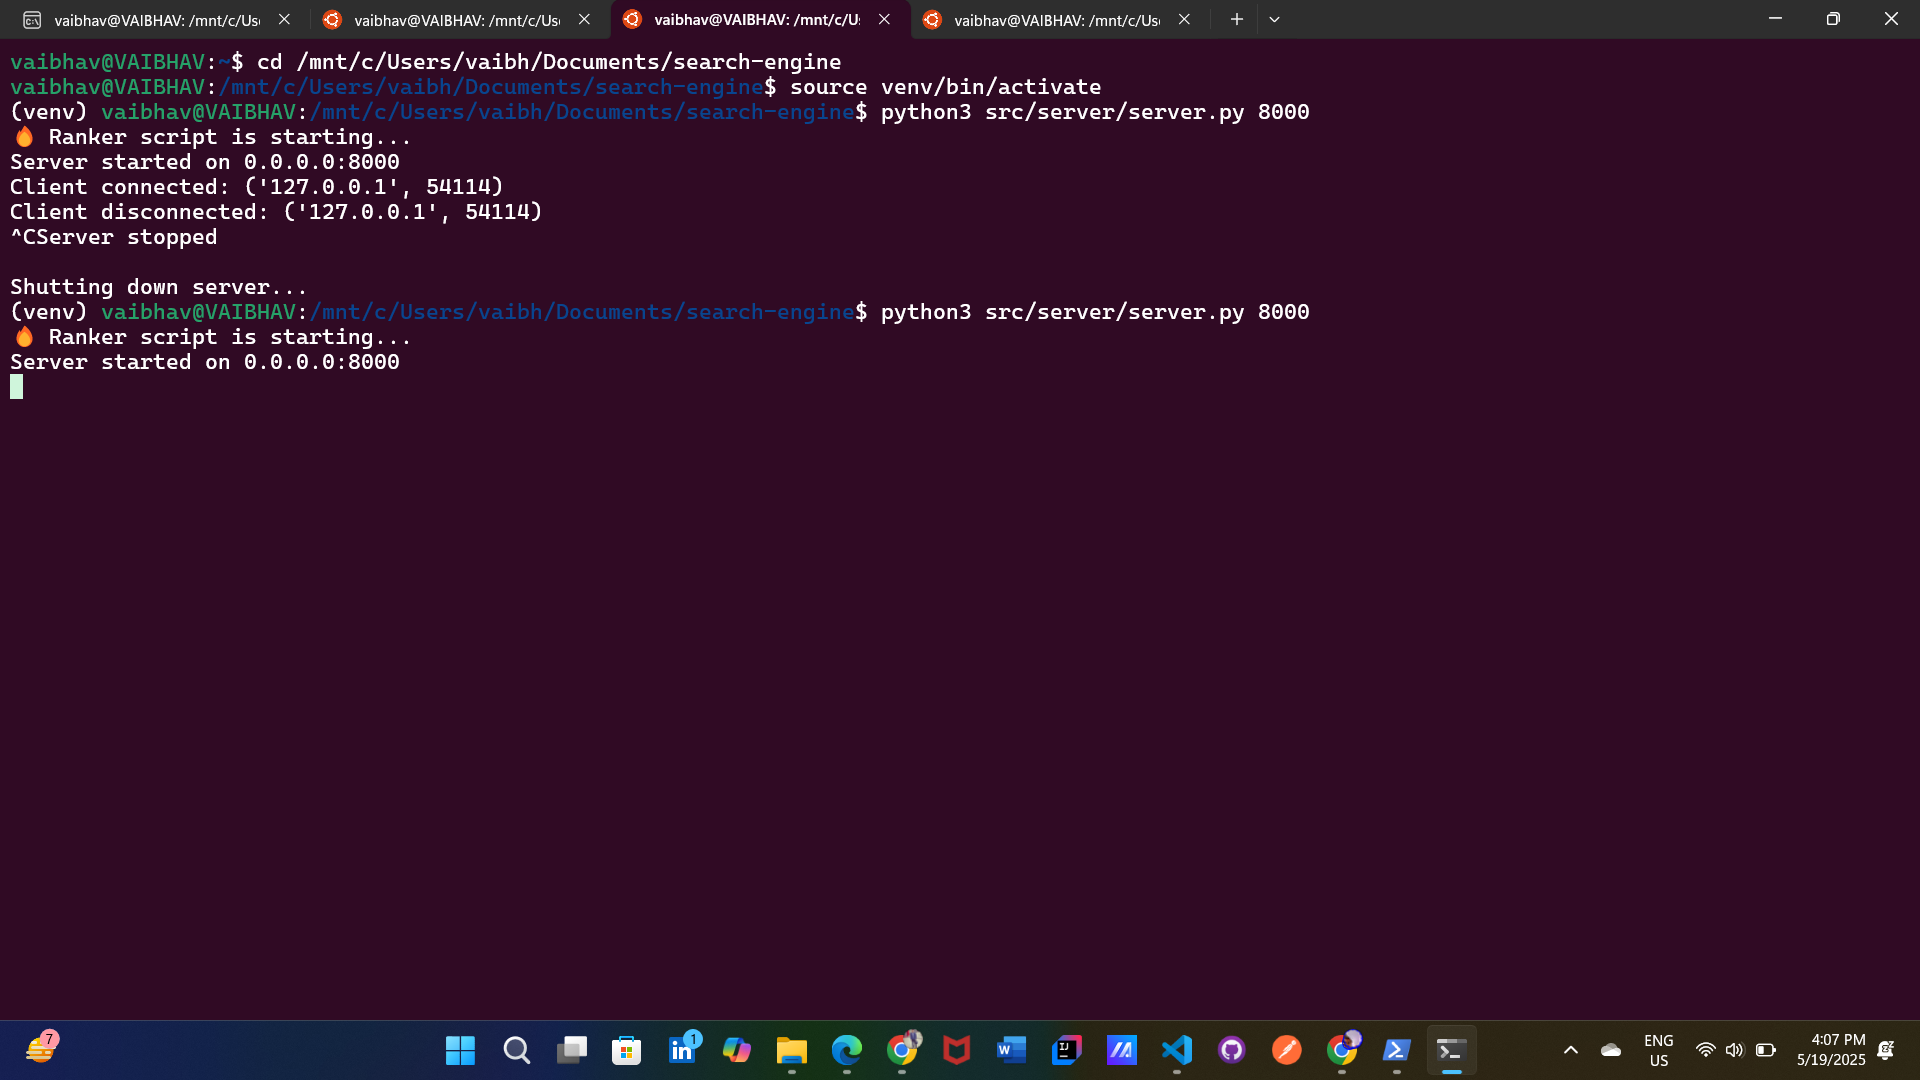 vaibhav@VAIBHAV: /mnt/c/Us
vaibhav@VAIBHAV: /mnt/c/Us
vaibhav@VAIBHAV: /mnt/c/U
vaibhav@VAIBHAV: /mnt/c/Us
vaibhav@VAIBHAV:~$ cd /mnt/c/Users/vaibh/Documents/search-engine
vaibhav@VAIBHAV:/mnt/c/Users/vaibh/Documents/search-engine$ source venv/bin/activate
(venv) vaibhav@VAIBHAV:/mnt/c/Users/vaibh/Documents/search-engine$ python3 src/server/server.py 8000
🔥 Ranker script is starting...
Server started on 0.0.0.0:8000
Client connected: ('127.0.0.1', 54114)
Client disconnected: ('127.0.0.1', 54114)
^CServer stopped
Shutting down server...
(venv) vaibhav@VAIBHAV:/mnt/c/Users/vaibh/Documents/search-engine$ python3 src/server/server.py 8000
🔥 Ranker script is starting...
Server started on 0.0.0.0:8000
7
1
ENG
US
4:07 PM
5/19/2025